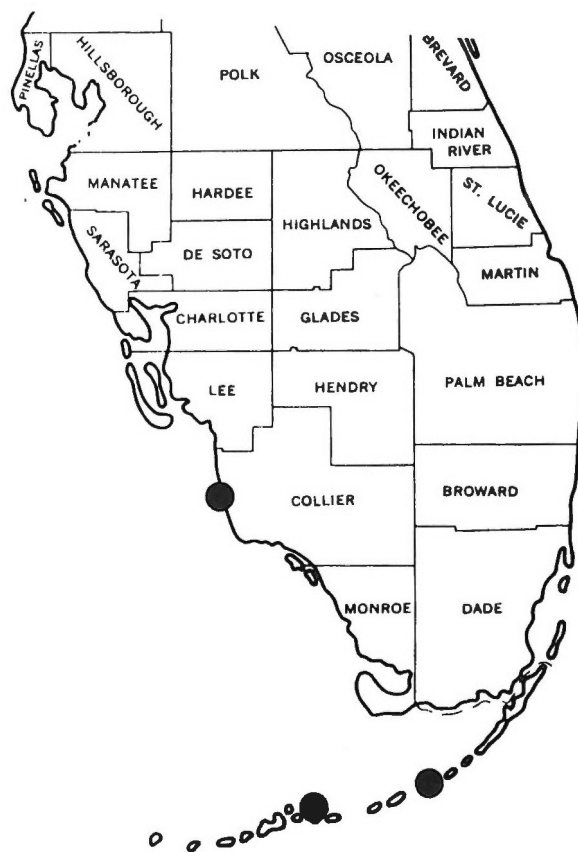 PINELLAS
HILLSBOROUGH
POLK
OSCEOLA
BREVARD
INDIAN
RIVER
MANATEE
HARDEE
HIGHLANDS
OKEECHOBEE
ST. LUCIE
SARASOTA
DE SOTO
MARTIN
CHARLOTTE
GLADES
LEE
HENDRY
PALM BEACH
COLLIER
BROWARD
MONROE
DADE